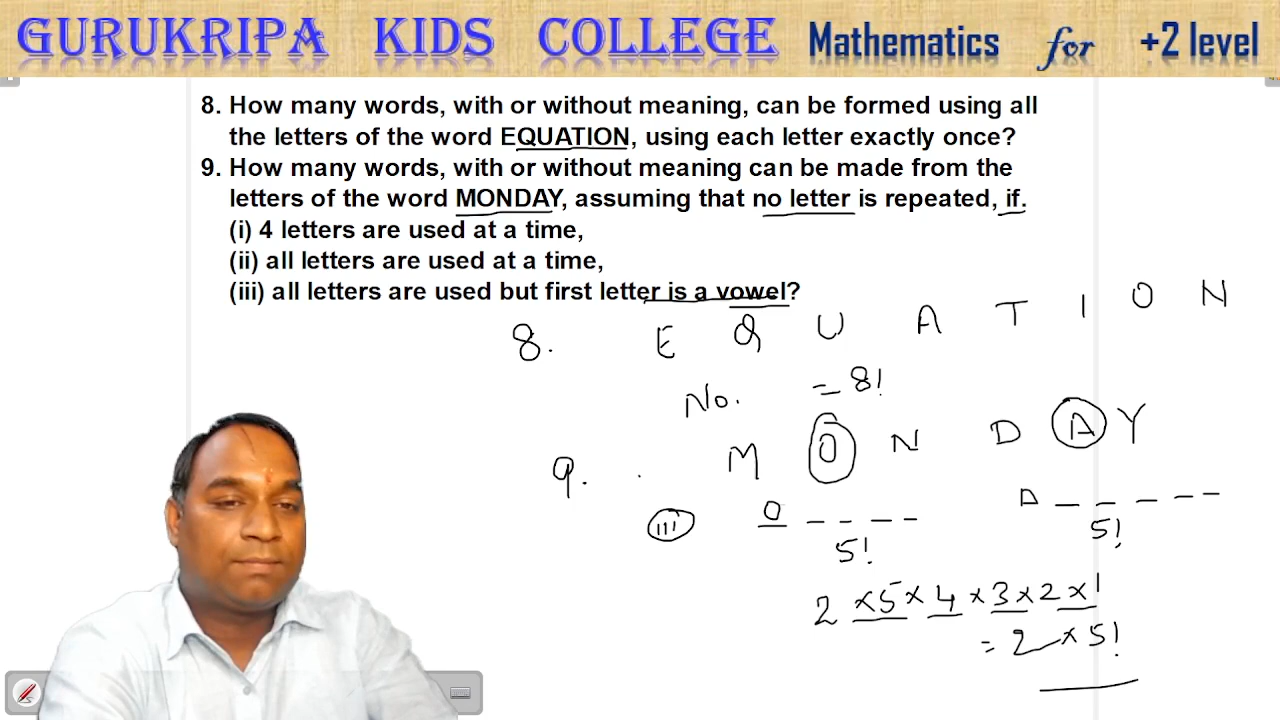 GURUKRIPA KIDS COLLEGE Mathematics for +2 level
8. How many words, with or without meaning, can be formed using all
the letters of the word EQUATION, using each letter exactly once?
9. How many words, with or without meaning can be made from the
letters of the word MONDAY, assuming that no letter is repeated, if.
(i) 4 letters are used at a time,
(ii) all letters are used at a time,
(iii) all letters are used but first letter is a vowel?
8. E Q U A T I O N
No. = 8!
9. M O N D A Y
(iii) O _ _ _ _ A _ _ _ _ _
5! 5!
2 × 5 × 4 × 3 × 2 × 1
= 2 × 5!